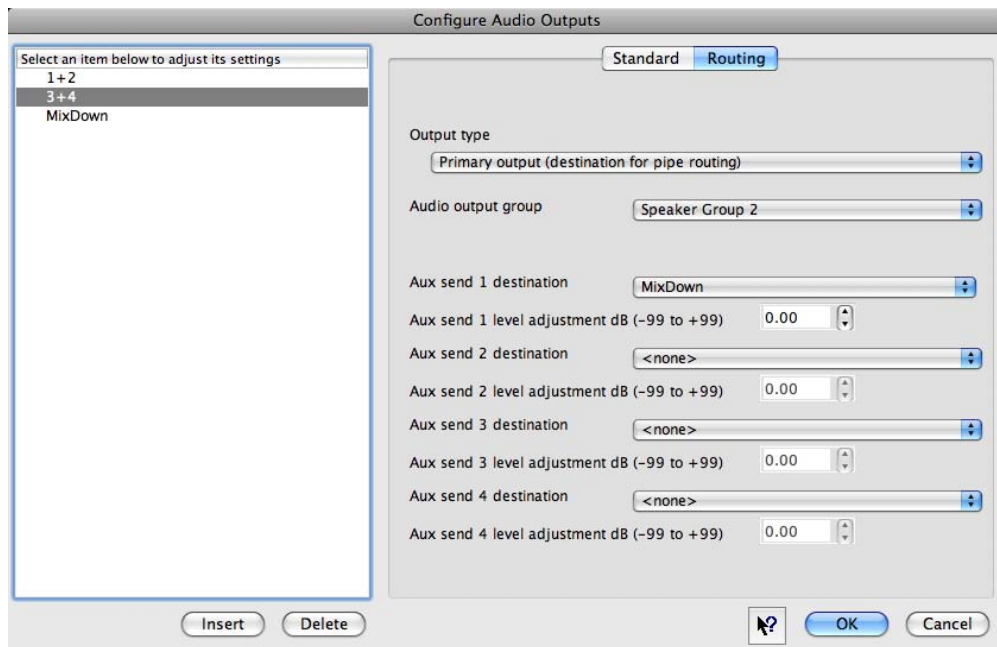 Configure Audio Outputs
Select an item below to adjust its settings
1+2
3+4
MixDown
Standard Routing
Output type
Primary output (destination for pipe routing)
Audio output group Speaker Group 2
Aux send 1 destination MixDown
Aux send 1 level adjustment dB (-99 to +99) 0.00
Aux send 2 destination <none>
Aux send 2 level adjustment dB (-99 to +99) 0.00
Aux send 3 destination <none>
Aux send 3 level adjustment dB (-99 to +99) 0.00
Aux send 4 destination <none>
Aux send 4 level adjustment dB (-99 to +99) 0.00
Insert Delete ? OK Cancel